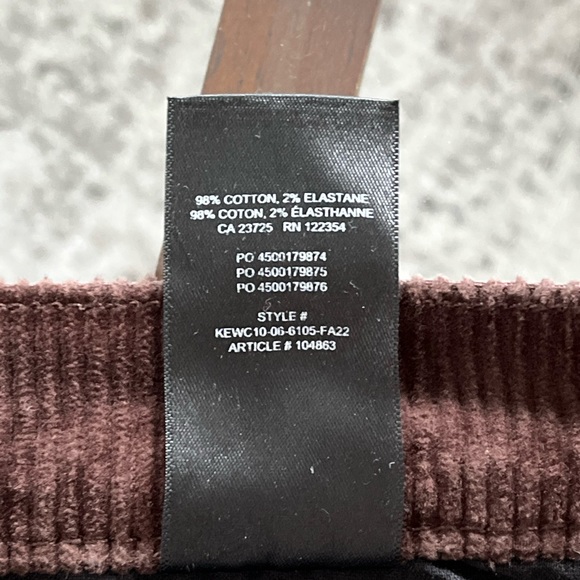 98% COTTON, 2% ELASTANE
98% COTON, 2% ÉLASTHANNE
CA 23725 RN 122354
PO 4500179874
PO 4500179875
PO 4500179876
STYLE #
KEWC10-06-6105-FA22
ARTICLE # 104863